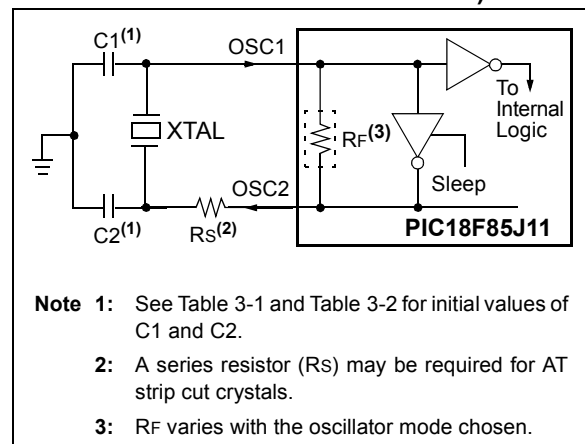 C1(1)
OSC1
To
Internal
Logic
XTAL
RF(3)
Sleep
OSC2
C2(1)
RS(2)
PIC18F85J11
Note 1: See Table 3-1 and Table 3-2 for initial values of
C1 and C2.
2: A series resistor (RS) may be required for AT
strip cut crystals.
3: RF varies with the oscillator mode chosen.